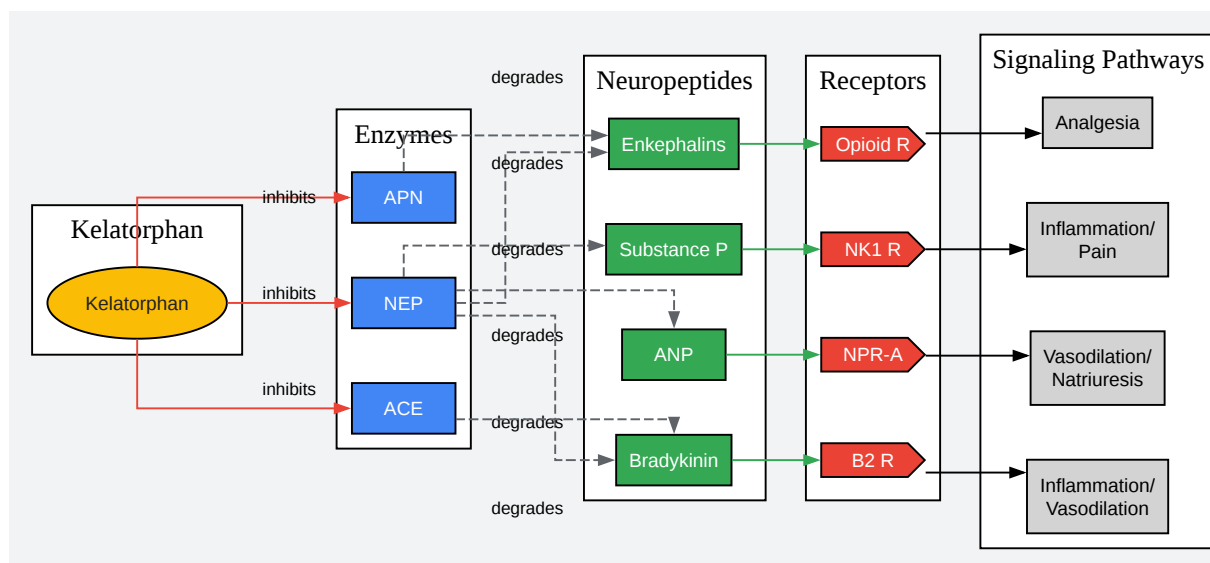 Kelatorphan
Kelatorphan
inhibits
inhibits
inhibits
Enzymes
APN
NEP
ACE
degrades
degrades
degrades
degrades
degrades
degrades
Neuropeptides
Enkephalins
Substance P
ANP
Bradykinin
Receptors
Opioid R
NK1 R
NPR-A
B2 R
Signaling Pathways
Analgesia
Inflammation/
Pain
Vasodilation/
Natriuresis
Inflammation/
Vasodilation